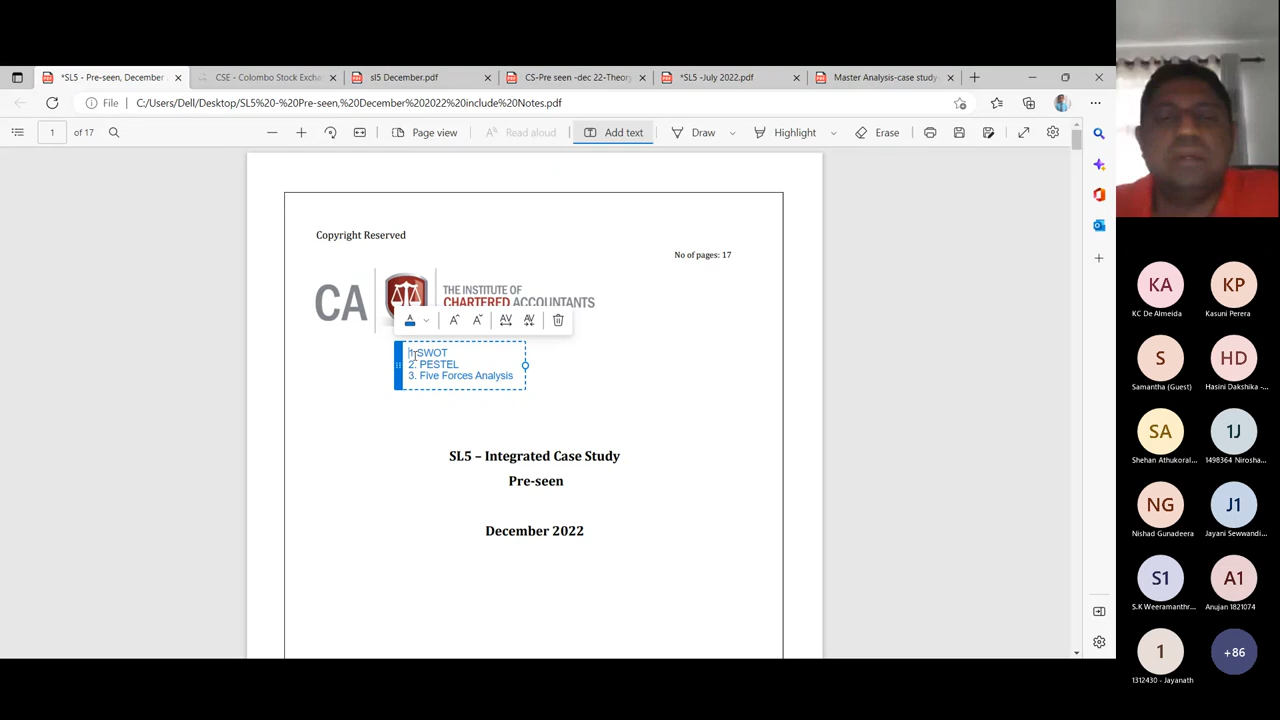 *SL5 - Pre-seen, December
CSE - Colombo Stock Excha
sl5 December.pdf
CS-Pre seen -dec 22-Theory
*SL5 -July 2022.pdf
Master Analysis-case study
File
C:/Users/Dell/Desktop/SL5%20-%20Pre-seen,%20December%202022%20include%20Notes.pdf
1 of 17
Page view
Read aloud
Add text
Draw
Highlight
Erase
Copyright Reserved
No of pages: 17
CA
THE INSTITUTE OF
CHARTERED ACCOUNTANTS
1. SWOT
2. PESTEL
3. Five Forces Analysis
SL5 – Integrated Case Study
Pre-seen
December 2022
KA
KC De Almeida
KP
Kasuni Perera
S
Samantha (Guest)
HD
Hasini Dakshika -...
SA
Shehan Athukoral...
1J
1498364 Nirosha...
NG
Nishad Gunadeera
J1
Jayani Sewwandi...
S1
S.K Weeramanthr...
A1
Anujan 1821074
1
1312430 - Jayanath
+86